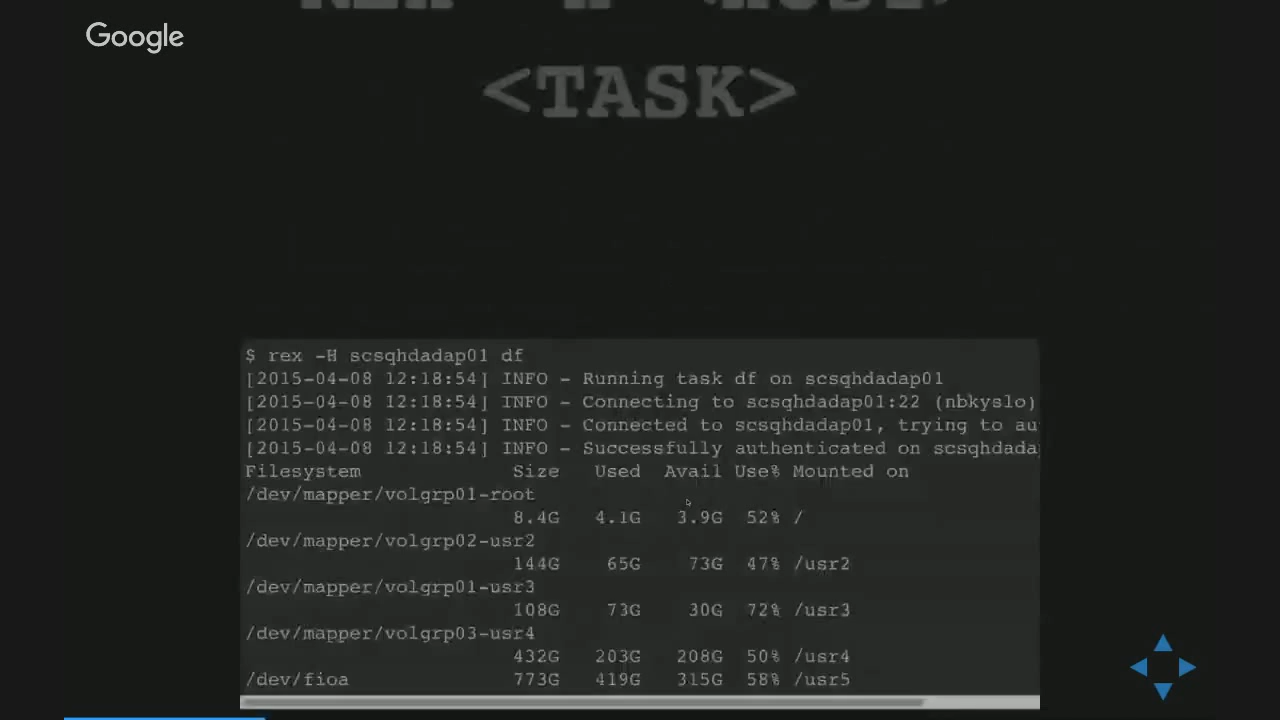 Google
<TASK>
$ rex -H scsqhdadap01 df
[2015-04-08 12:18:54] INFO - Running task df on scsqhdadap01
[2015-04-08 12:18:54] INFO - Connecting to scsqhdadap01:22 (nbkyslo)
[2015-04-08 12:18:54] INFO - Connected to scsqhdadap01, trying to au
[2015-04-08 12:18:54] INFO - Successfully authenticated on scsqhdada
Filesystem Size Used Avail Use% Mounted on
/dev/mapper/volgrp01-root
8.4G 4.1G 3.9G 52% /
/dev/mapper/volgrp02-usr2
144G 65G 73G 47% /usr2
/dev/mapper/volgrp01-usr3
108G 73G 30G 72% /usr3
/dev/mapper/volgrp03-usr4
432G 203G 208G 50% /usr4
/dev/fioa 773G 419G 315G 58% /usr5